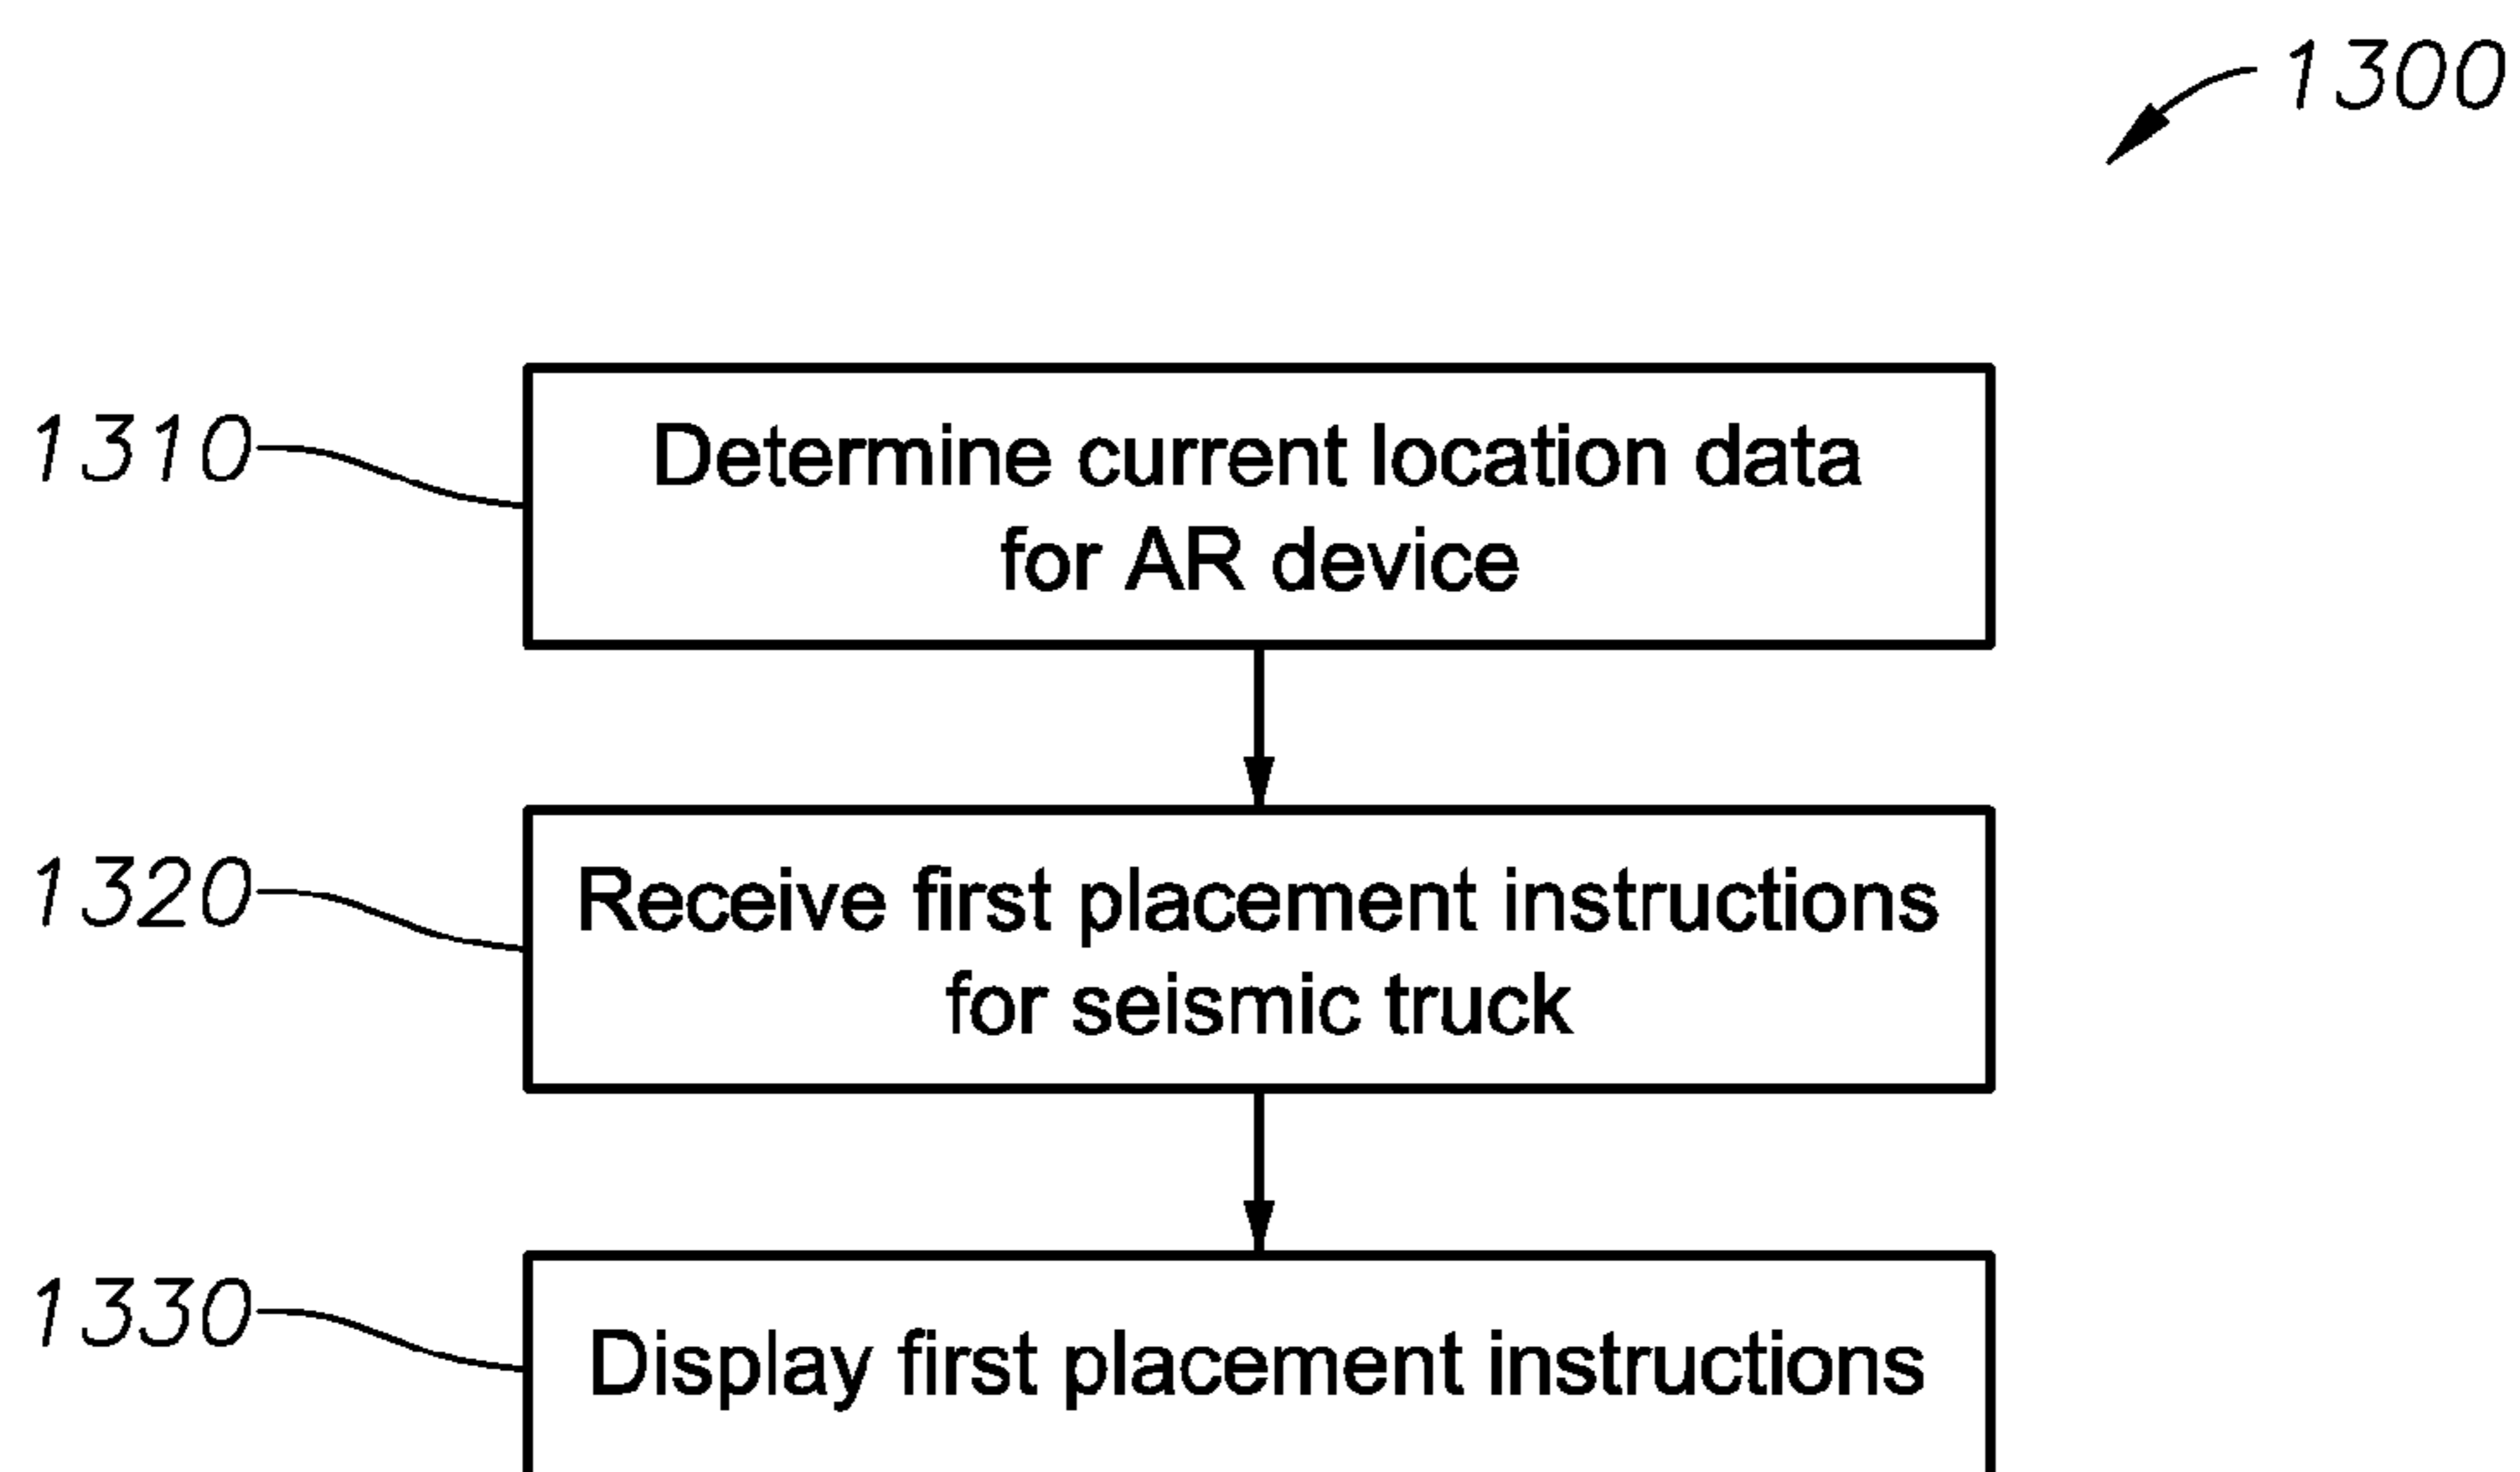 1300
1310
Determine current location data
for AR device
1320
Receive first placement instructions
for seismic truck
1330
Display first placement instructions